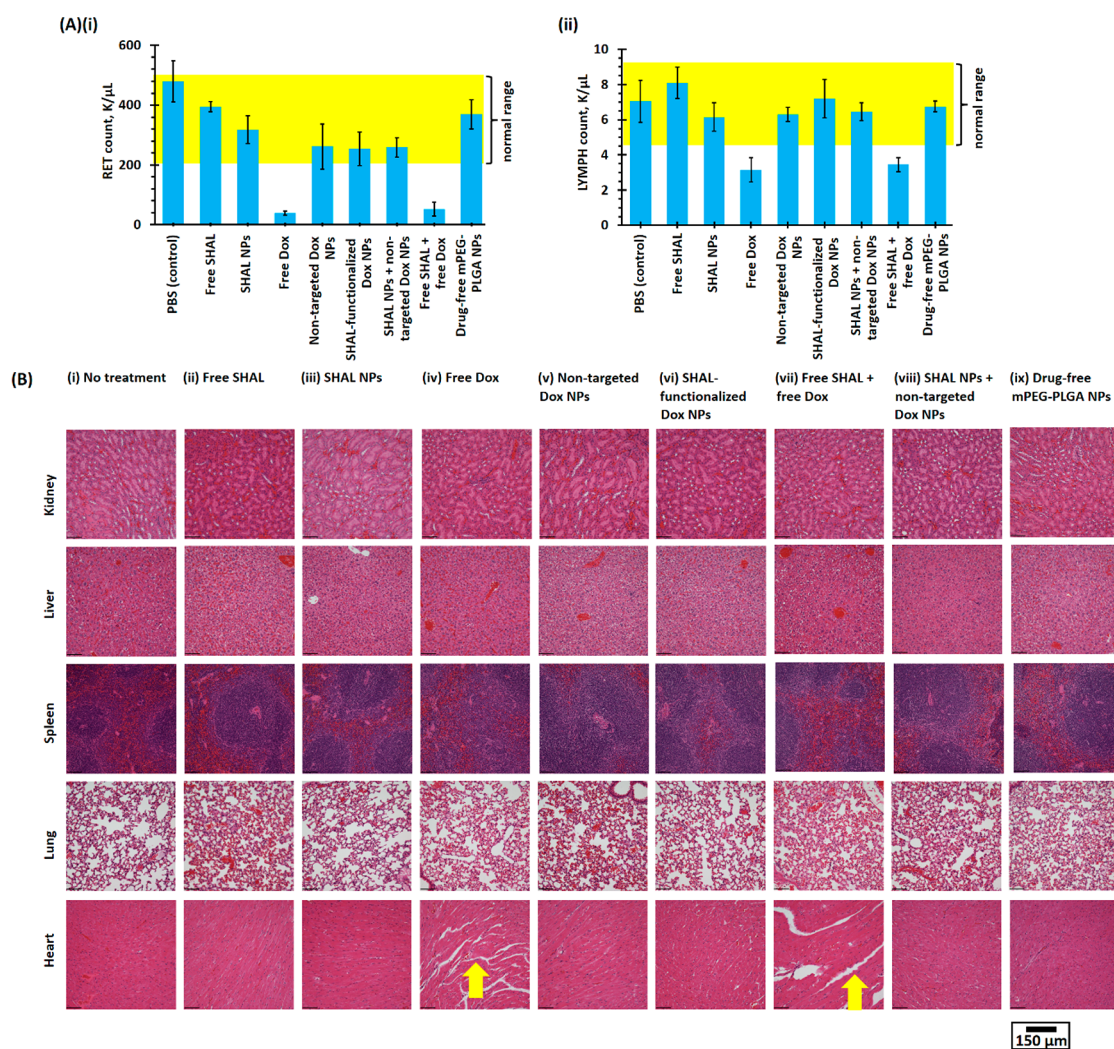 (A)(i)
600
400
200
0
RET count, K/µL
normal range
PBS (control)
Free SHAL
SHAL NPs
Free Dox
Non-targeted Dox
NPs
SHAL-functionalized
Dox NPs
SHAL NPs + non-
targeted Dox NPs
Free SHAL +
free Dox
Drug-free mPEG-
PLGA NPs
(ii)
10
8
6
4
2
0
LYMPH count, K/µL
normal range
PBS (control)
Free SHAL
SHAL NPs
Free Dox
Non-targeted Dox
NPs
SHAL-functionalized
Dox NPs
SHAL NPs + non-
targeted Dox NPs
Free SHAL +
free Dox
Drug-free mPEG-
PLGA NPs
(B)
(i) No treatment
(ii) Free SHAL
(iii) SHAL NPs
(iv) Free Dox
(v) Non-targeted
Dox NPs
(vi) SHAL-
functionalized
Dox NPs
(vii) Free SHAL +
free Dox
(viii) SHAL NPs +
non-targeted
Dox NPs
(ix) Drug-free
mPEG-PLGA NPs
Kidney
Liver
Spleen
Lung
Heart
150 µm